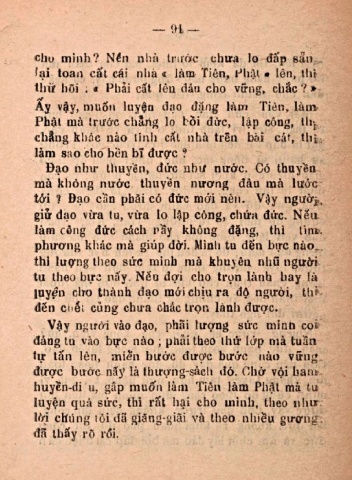 — 91 —
cho mình? Nền nhà trước chưa lo đắp sẵn
lại toan cất cái nhà « làm Tiên, Phật » lên, thì
thử hỏi : « Phải cất lều đâu cho vững, chắc ? »
Ấy vậy, muốn luyện đạo đặng làm Tiên, làm
Phật mà trước chẳng lo bồi đức, lập công, thì
chẳng khác nào tính cất nhà trên bài cát, thì
làm sao cho bền bĩ được ?
Đạo như thuyền, đức như nước. Có thuyền
mà không nước thuyền nương đâu mà lướt
tới ? Đạo cần phải có đức mới nên. Vậy người
giữ đạo vừa tu, vừa lo lập công, chứa đức. Nếu
làm công đức cách nầy không đặng, thì tìm
phương khác mà giúp đời. Mình tu đến bực nào
thì lượng theo sức mình mà khuyên nhũ người
tu theo bực nấy. Nếu đợi cho trọn lành hay là
luyện cho thành đạo mới chịu ra độ người, thì
đến chết cũng chưa chắc trọn lành được.
Vậy người vào đạo, phải lượng sức mình coi
đáng tu vào bực nào ; phải theo thứ lớp mà tuần
tự tấn lên, miễn bước được bước nào vững
được bước nấy là thượng-sách đó. Chớ vội ham
huyền-diệu, gấp muốn làm Tiên làm Phật mà tu
luyện quá sức, thì rất hại cho mình, theo như
lời chúng tôi đã giảng-giải và theo nhiều gương
đã thấy rõ rồi.